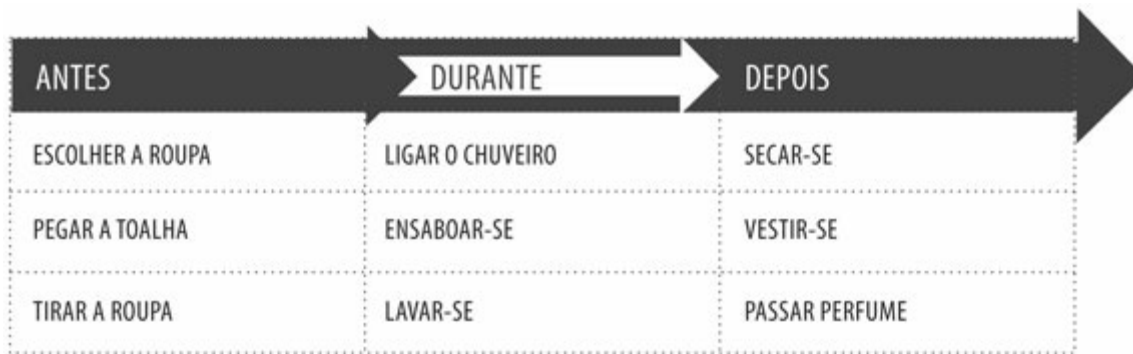 ANTES DURANTE DEPOIS
ESCOLHER A ROUPA LIGAR O CHUVEIRO SECAR-SE
PEGAR A TOALHA ENSABOAR-SE VESTIR-SE
TIRAR A ROUPA LAVAR-SE PASSAR PERFUME